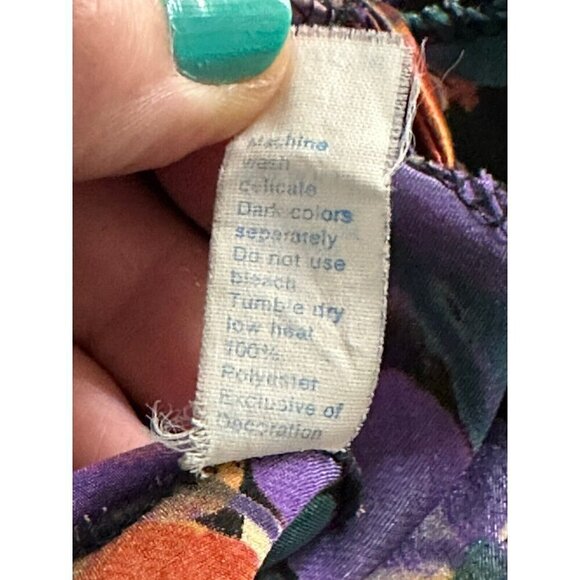 Machine
wash
delicate
Dark colors
separately
Do not use
bleach
Tumble dry
low heat
100%
Polyester
Exclusive of
Decoration